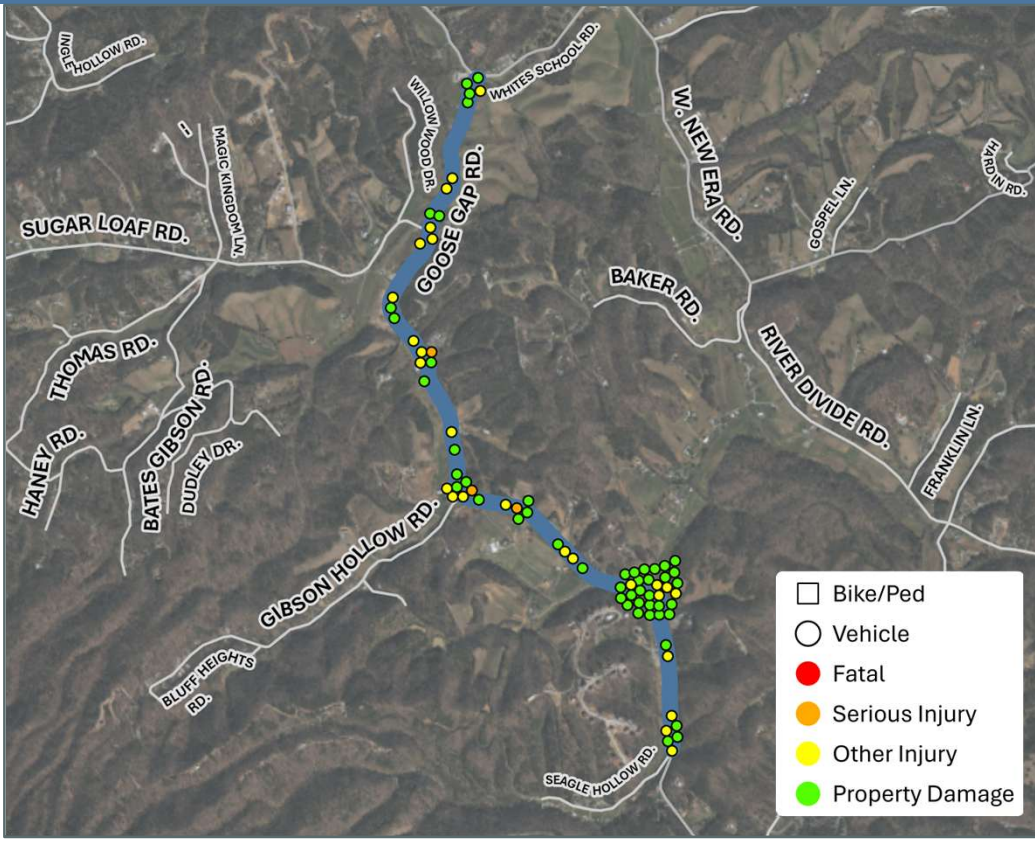 INGLE
HOLLOW RD.
WHITES SCHOOL RD.
WILLOW WOOD DR.
MAGIC KINGDOM LN.
W. NEW ERA RD.
HARDIN RD.
GOSPEL LN.
SUGAR LOAF RD.
GOOSE GAP RD.
BAKER RD.
THOMAS RD.
RIVER DIVIDE RD.
HANEY RD.
BATES GIBSON RD.
DUDLEY DR.
FRANKLIN LN.
GIBSON HOLLOW RD.
BLUFF HEIGHTS
RD.
SEAGLE HOLLOW RD.
Bike/Ped
Vehicle
Fatal
Serious Injury
Other Injury
Property Damage